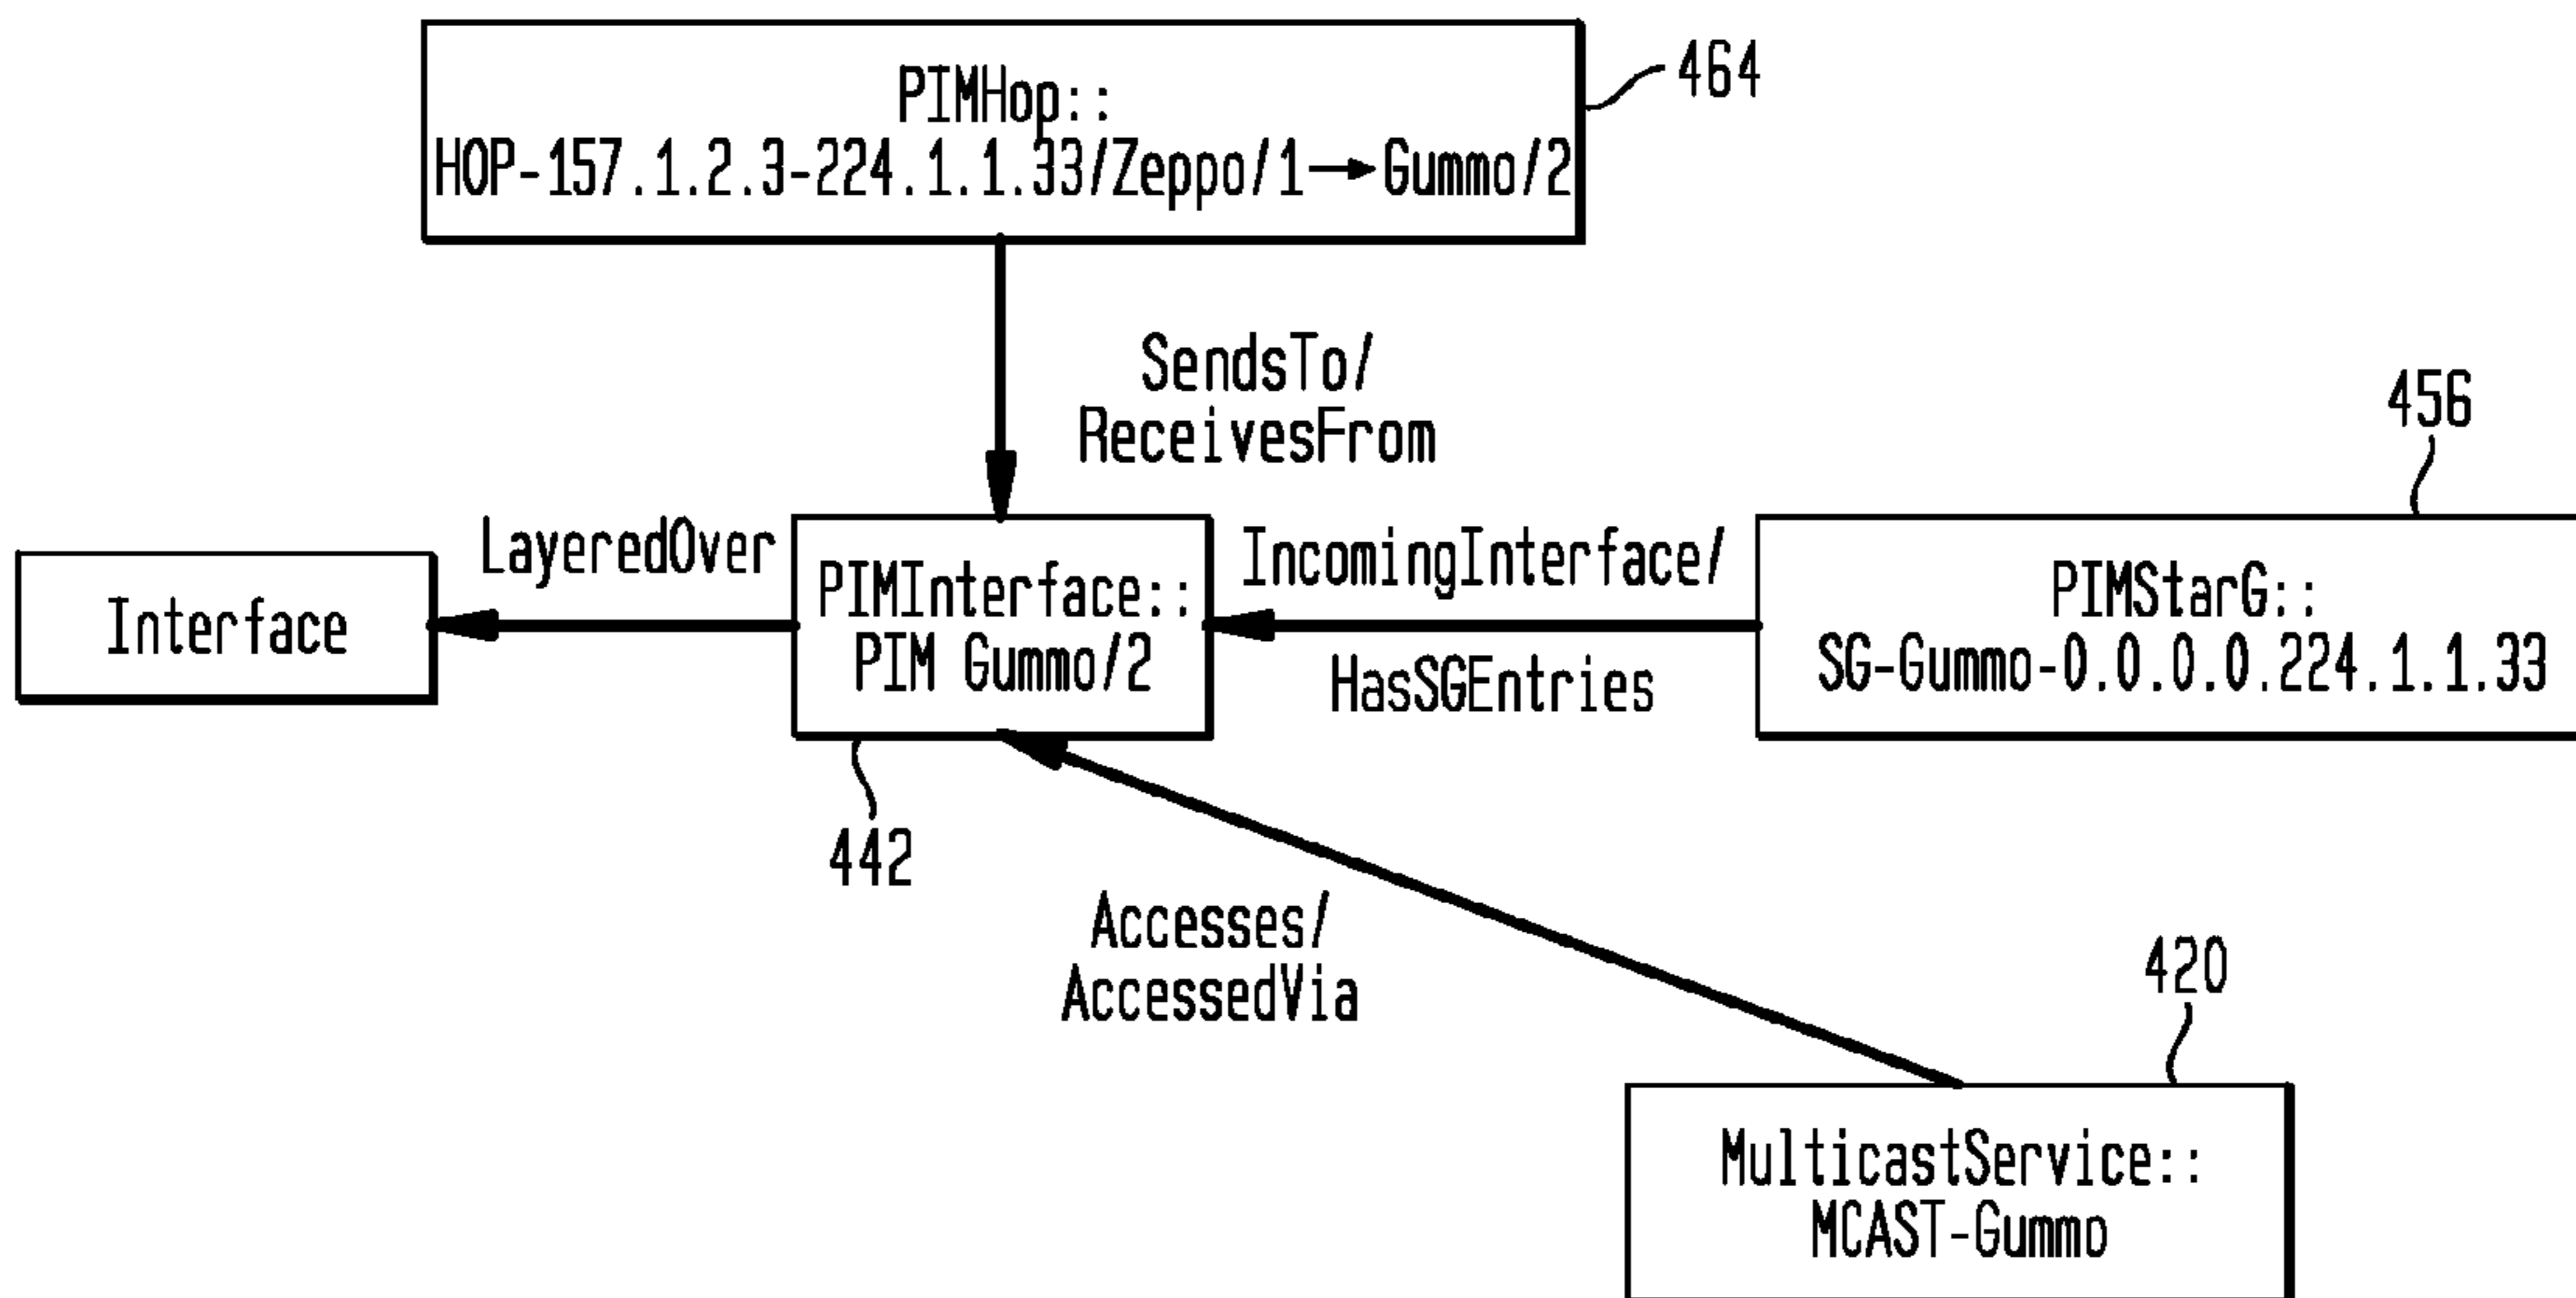 PIMHop::
HOP-157.1.2.3-224.1.1.33/Zeppo/1→Gummo/2
464
SendsTo/
ReceivesFrom
456
LayeredOver
IncomingInterface/
Interface
PIMInterface::
PIM Gummo/2
HasSGEntries
PIMStarG::
SG-Gummo-0.0.0.0.224.1.1.33
442
Accesses/
AccessedVia
420
MulticastService::
MCAST-Gummo